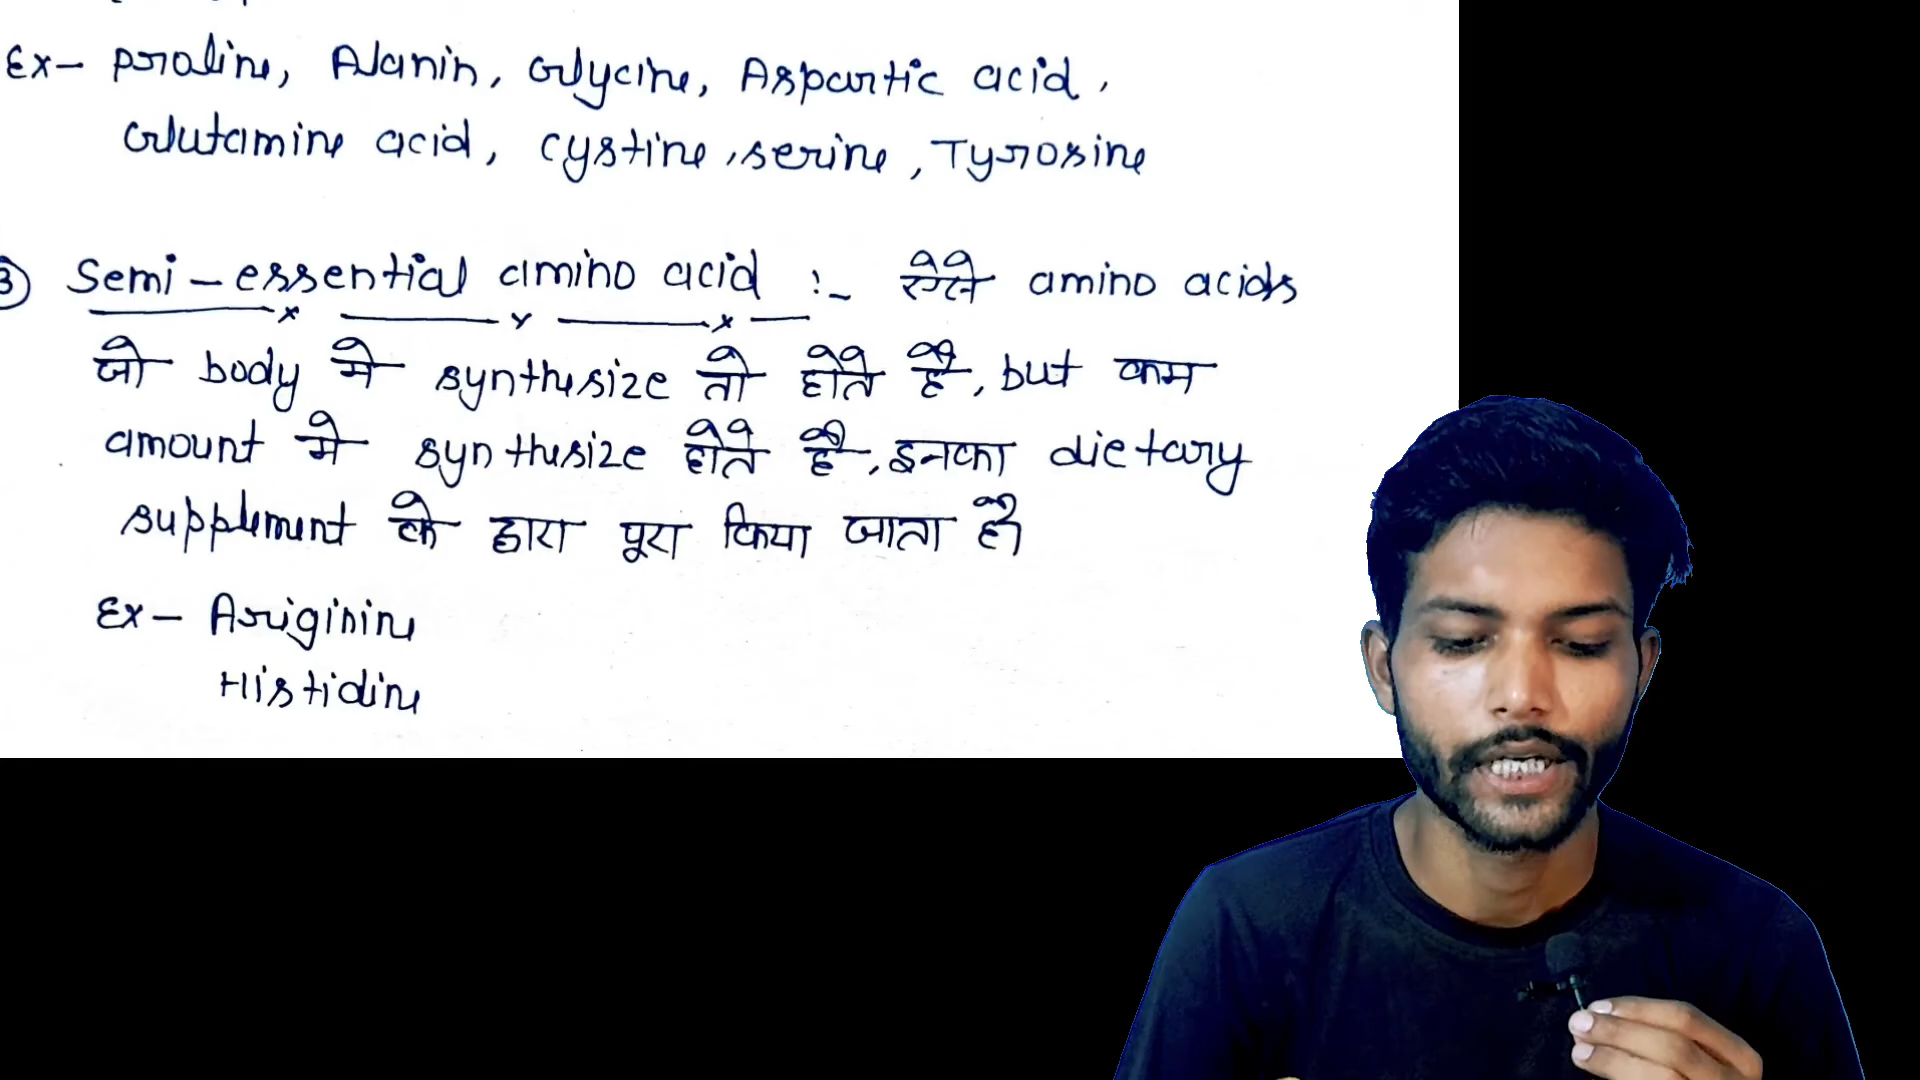 Ex- Proline, Alanin, Glycine, Aspartic acid,
Glutamine acid, Cystine, serine, Tyrosine
3 Semi-essential amino acid :- ऐसे amino acids
जो body मे synthesize तो होते है, but कम
amount मे synthesize होते है, इनका dietary
supplement के द्वारा पूरा किया जाता है।
Ex- Ariginine
Histidine